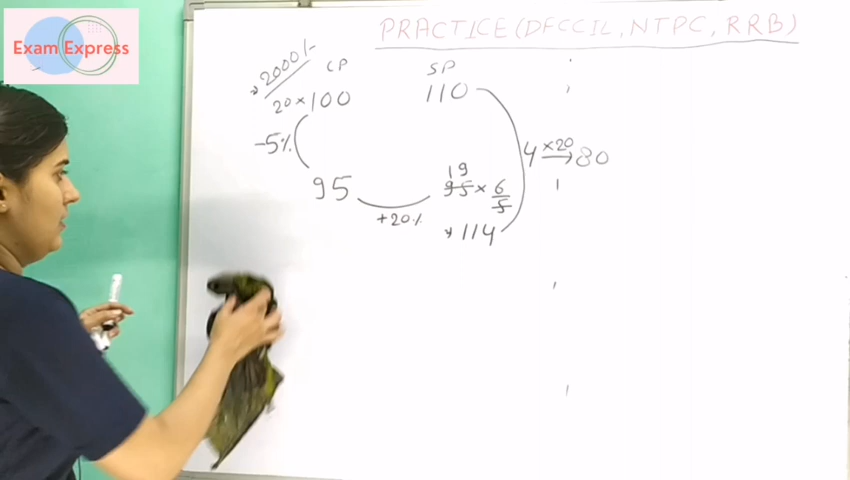 Exam Express
PRACTICE(DFCCIL, NTPC, RRB)
2000/-
CP
SP
20×100
110
-5%
4 ×20 → 80
95
19
95 × 6/5
+20%
114